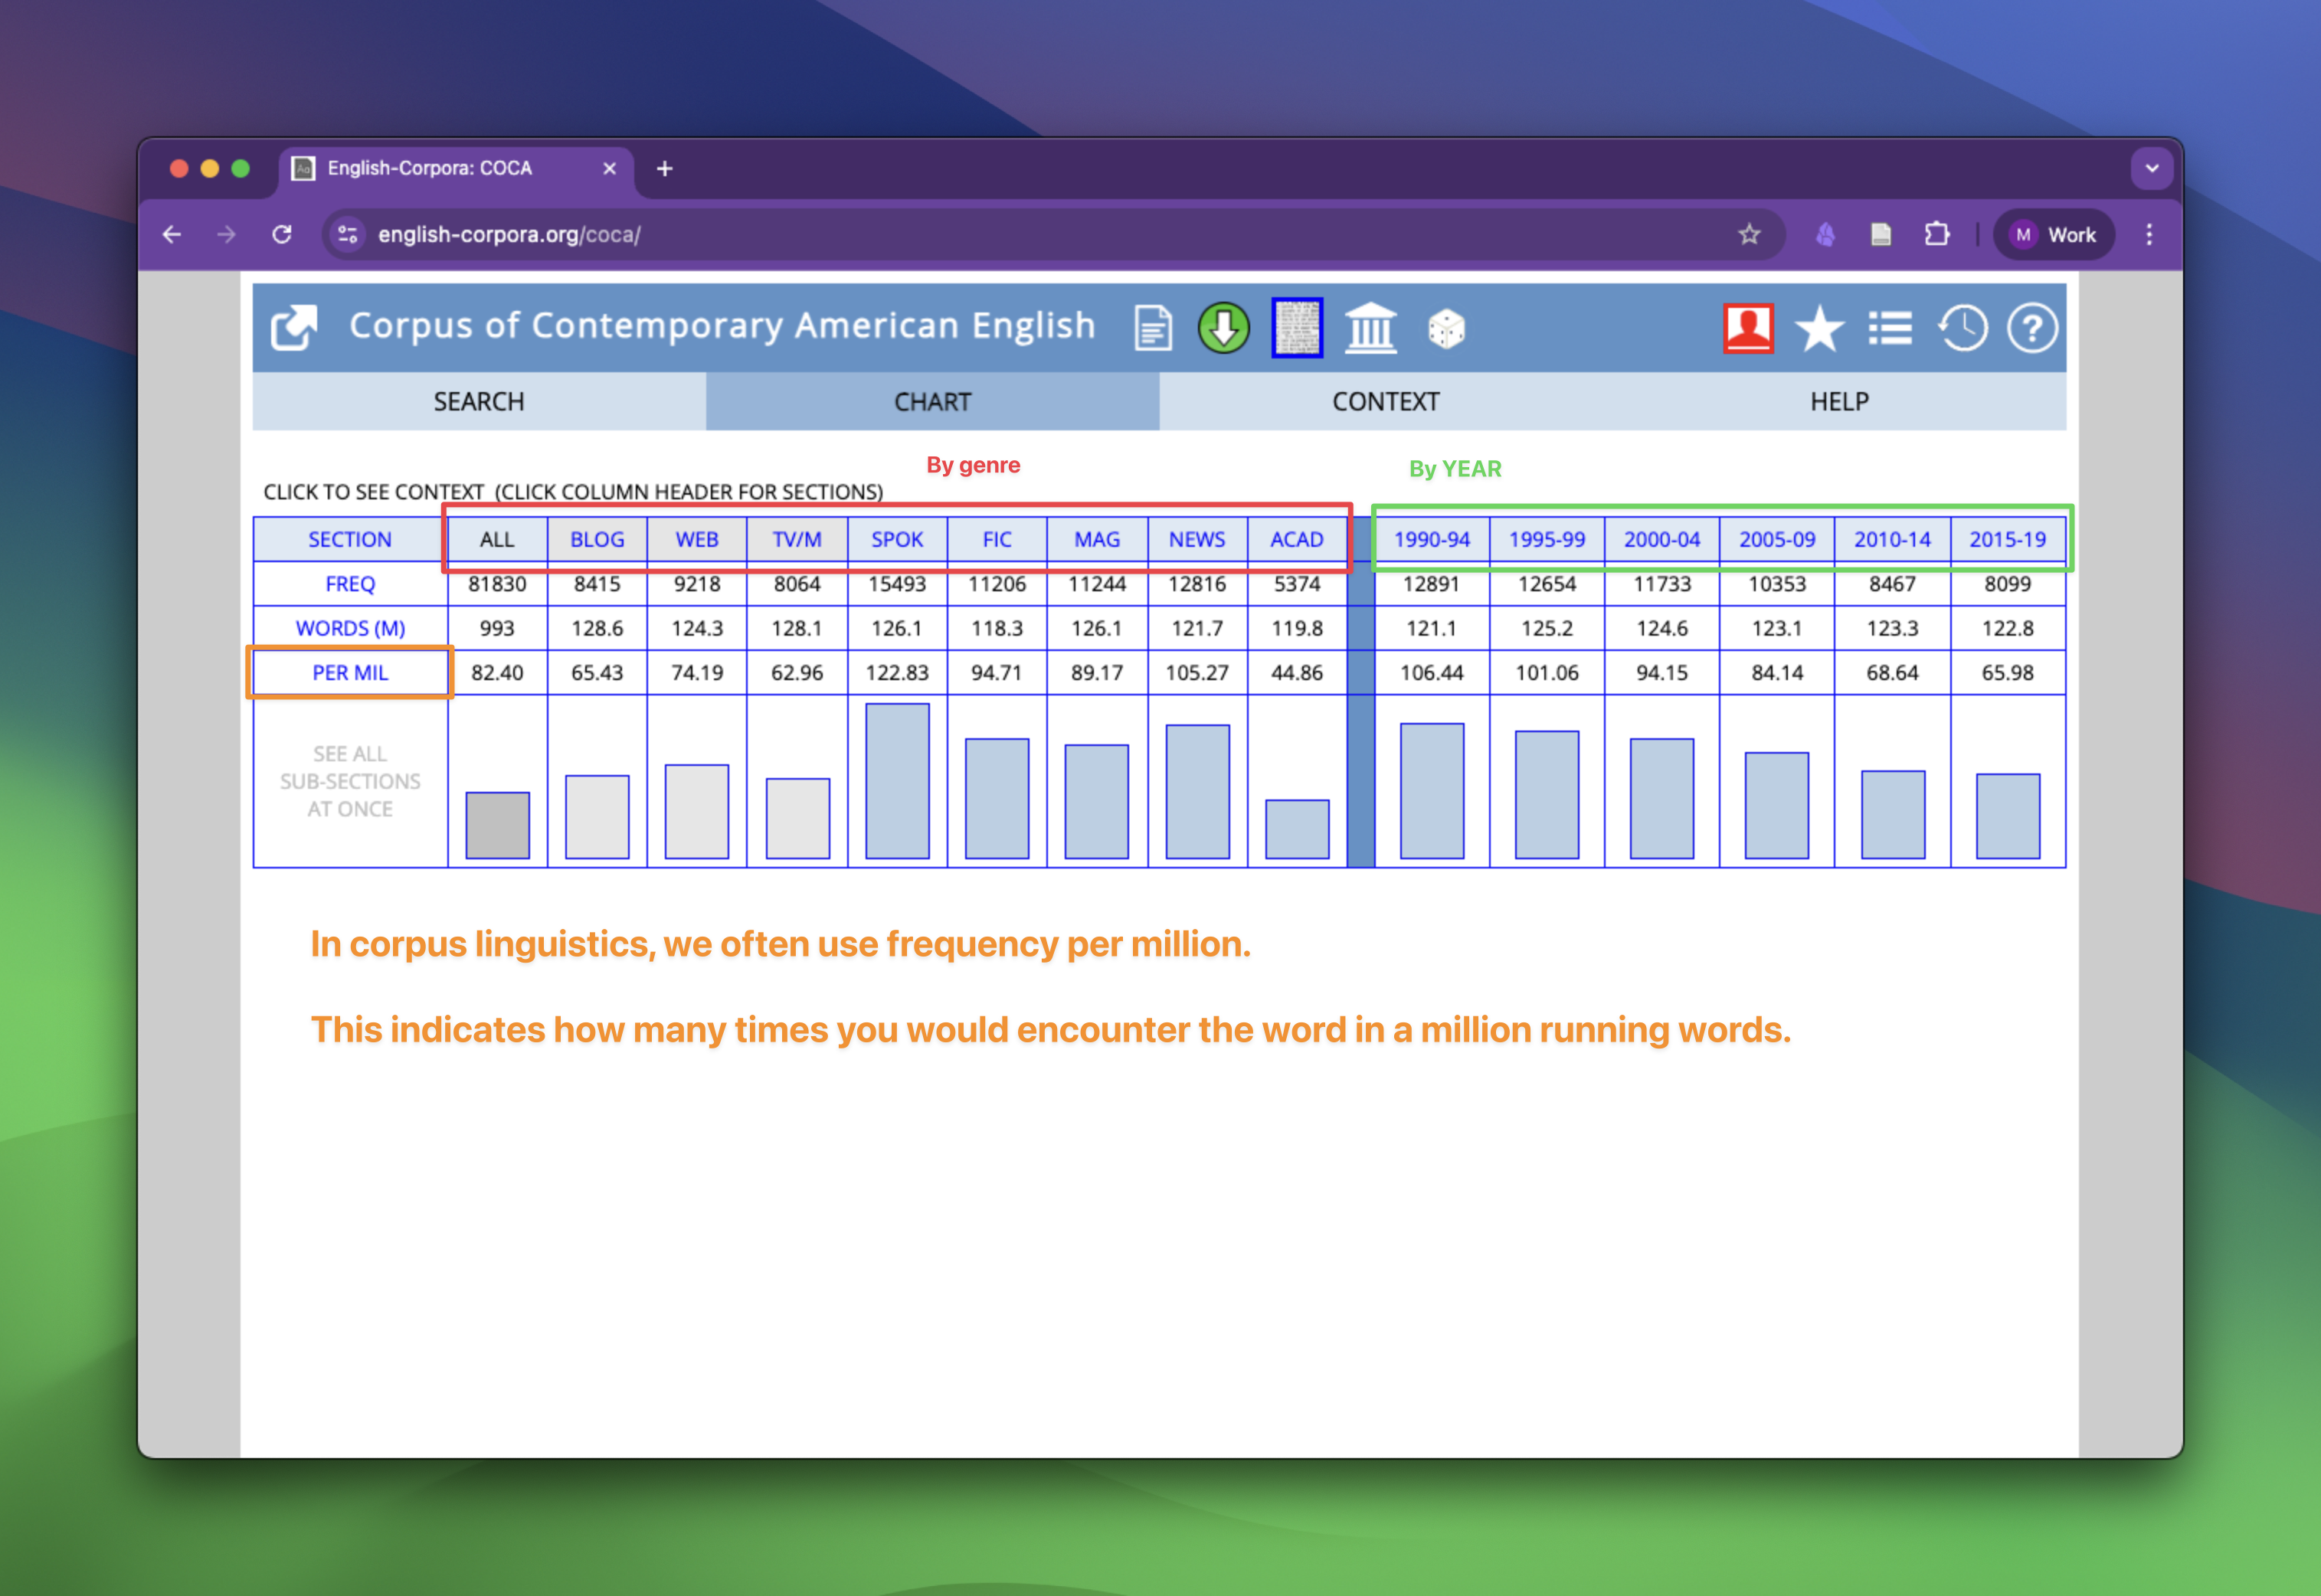 English-Corpora: COCA
english-corpora.org/coca/
M Work
Corpus of Contemporary American English
SEARCH CHART CONTEXT HELP
By genre By YEAR
CLICK TO SEE CONTEXT (CLICK COLUMN HEADER FOR SECTIONS)
SECTION ALL BLOG WEB TV/M SPOK FIC MAG NEWS ACAD 1990-94 1995-99 2000-04 2005-09 2010-14 2015-19
FREQ 81830 8415 9218 8064 15493 11206 11244 12816 5374 12891 12654 11733 10353 8467 8099
WORDS (M) 993 128.6 124.3 128.1 126.1 118.3 126.1 121.7 119.8 121.1 125.2 124.6 123.1 123.3 122.8
PER MIL 82.40 65.43 74.19 62.96 122.83 94.71 89.17 105.27 44.86 106.44 101.06 94.15 84.14 68.64 65.98
SEE ALL
SUB-SECTIONS
AT ONCE
In corpus linguistics, we often use frequency per million.
This indicates how many times you would encounter the word in a million running words.